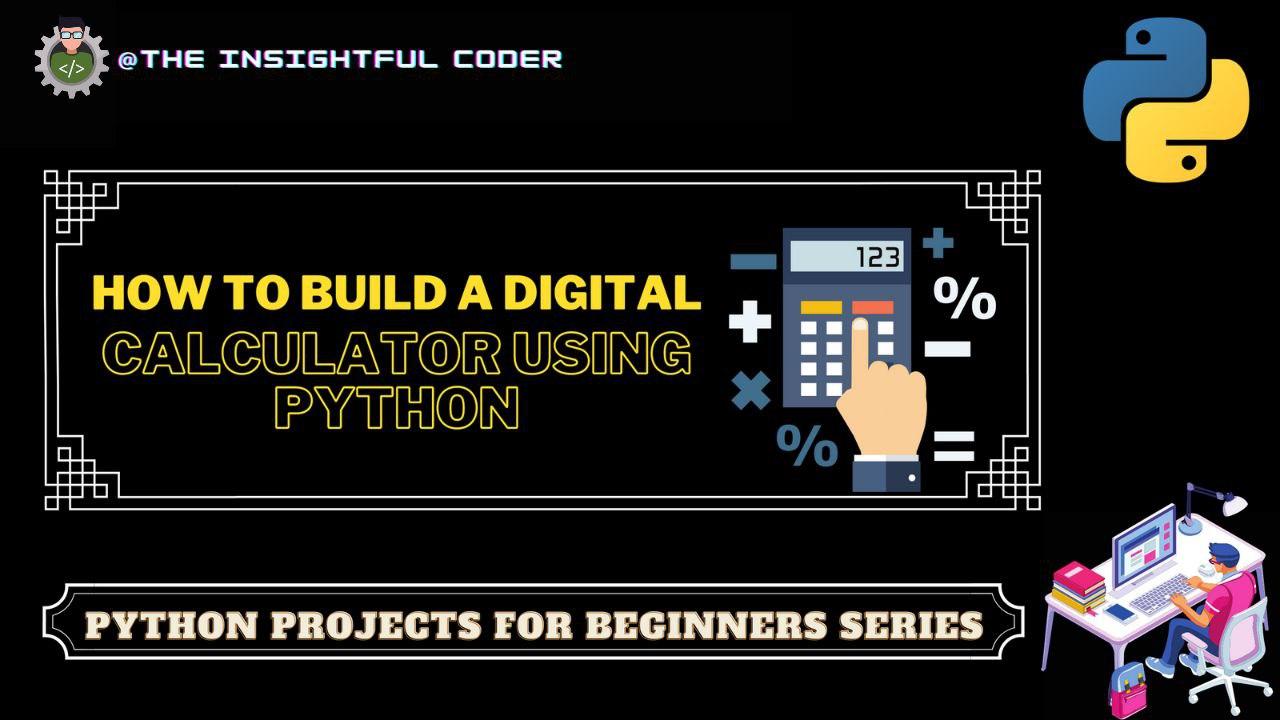 </>
@THE INSIGHTFUL CODER
HOW TO BUILD A DIGITAL
CALCULATOR USING
PYTHON
123
+
%
-
+
×
%
=
PYTHON PROJECTS FOR BEGINNERS SERIES